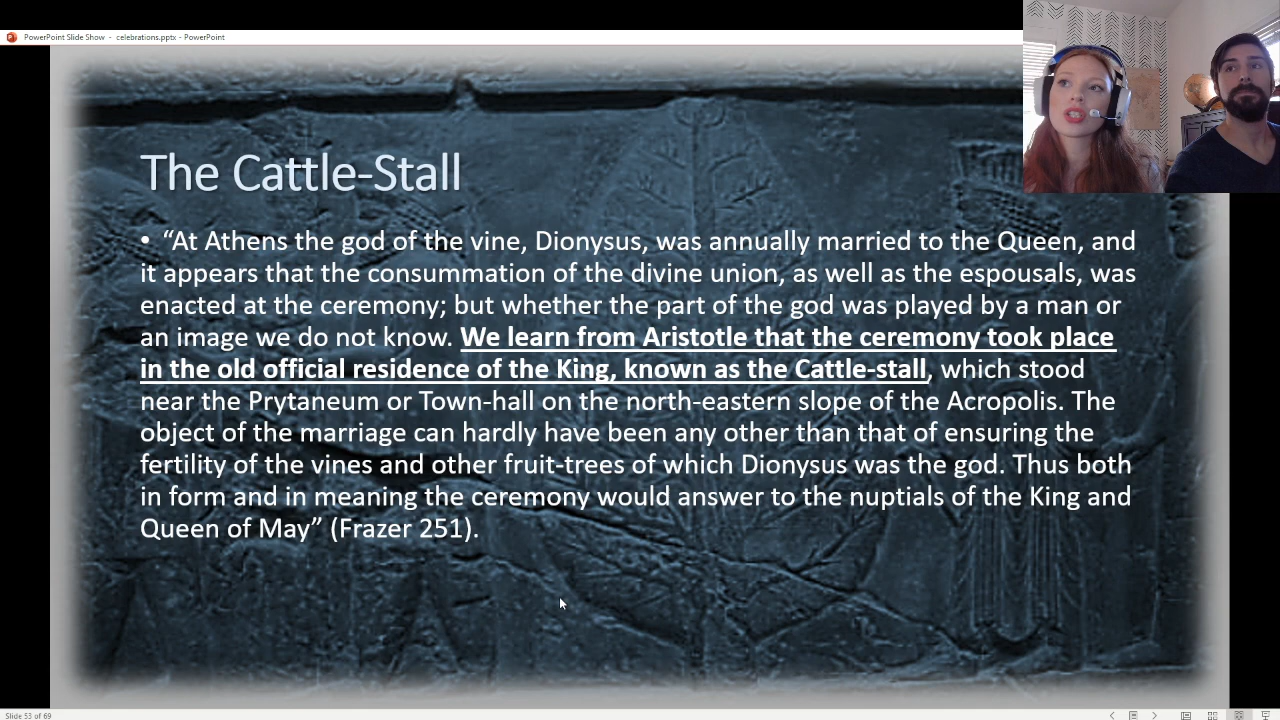 PowerPoint Slide Show - celebrations.pptx - PowerPoint
The Cattle-Stall
• “At Athens the god of the vine, Dionysus, was annually married to the Queen, and
it appears that the consummation of the divine union, as well as the espousals, was
enacted at the ceremony; but whether the part of the god was played by a man or
an image we do not know. We learn from Aristotle that the ceremony took place
in the old official residence of the King, known as the Cattle-stall, which stood
near the Prytaneum or Town-hall on the north-eastern slope of the Acropolis. The
object of the marriage can hardly have been any other than that of ensuring the
fertility of the vines and other fruit-trees of which Dionysus was the god. Thus both
in form and in meaning the ceremony would answer to the nuptials of the King and
Queen of May” (Frazer 251).
Slide 53 of 69